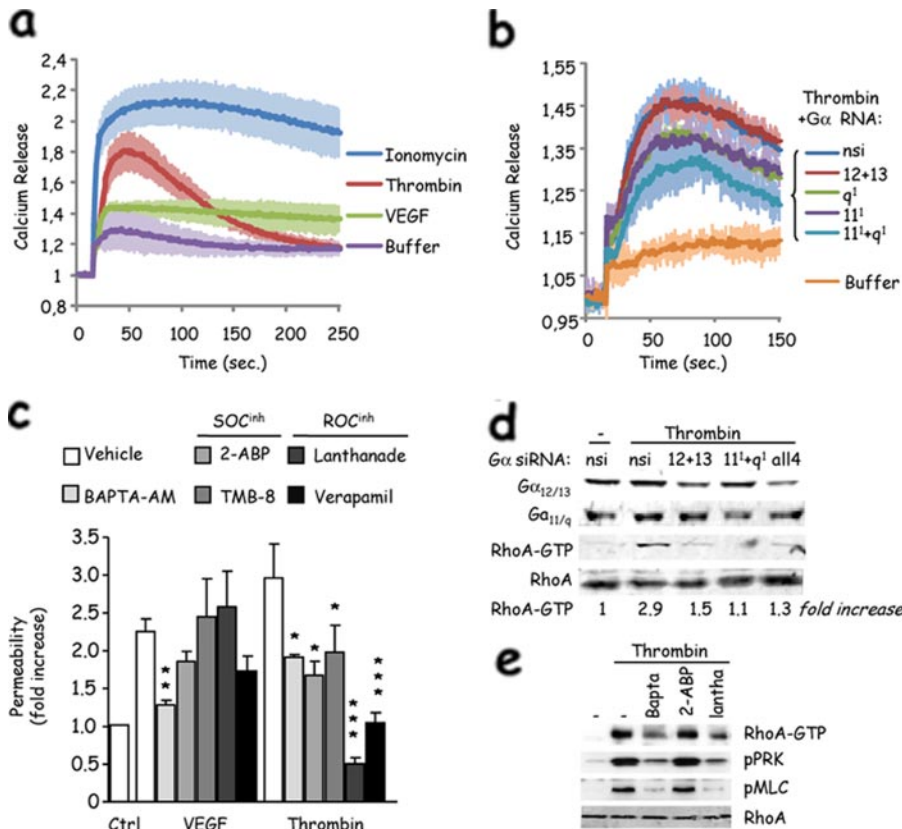 a
2,4
2,2
2
1,8
1,6
1,4
1,2
1
0,8
Calcium Release
0 50 100 150 200 250
Time (sec.)
Ionomycin
Thrombin
VEGF
Buffer
b
1,55
1,45
1,35
1,25
1,15
1,05
0,95
Calcium Release
0 50 100 150
Time (sec.)
Thrombin
+Gα RNA:
nsi
12+13
q¹
11¹
11¹+q¹
Buffer
c
SOCⁱⁿʰ ROCⁱⁿʰ
Vehicle 2-ABP Lanthanade
BAPTA-AM TMB-8 Verapamil
Permeability
(fold increase)
3.5
3.0
2.5
2.0
1.5
1.0
0.5
0
** * * * *** ***
Ctrl VEGF Thrombin
d
- Thrombin
Gα siRNA: nsi nsi 12+13 11¹+q¹ all4
Gα₁₂/₁₃
Ga₁₁/q
RhoA-GTP
RhoA
RhoA-GTP 1 2.9 1.5 1.1 1.3 fold increase
e
Thrombin
- - Bapta 2-ABP lantha
RhoA-GTP
pPRK
pMLC
RhoA